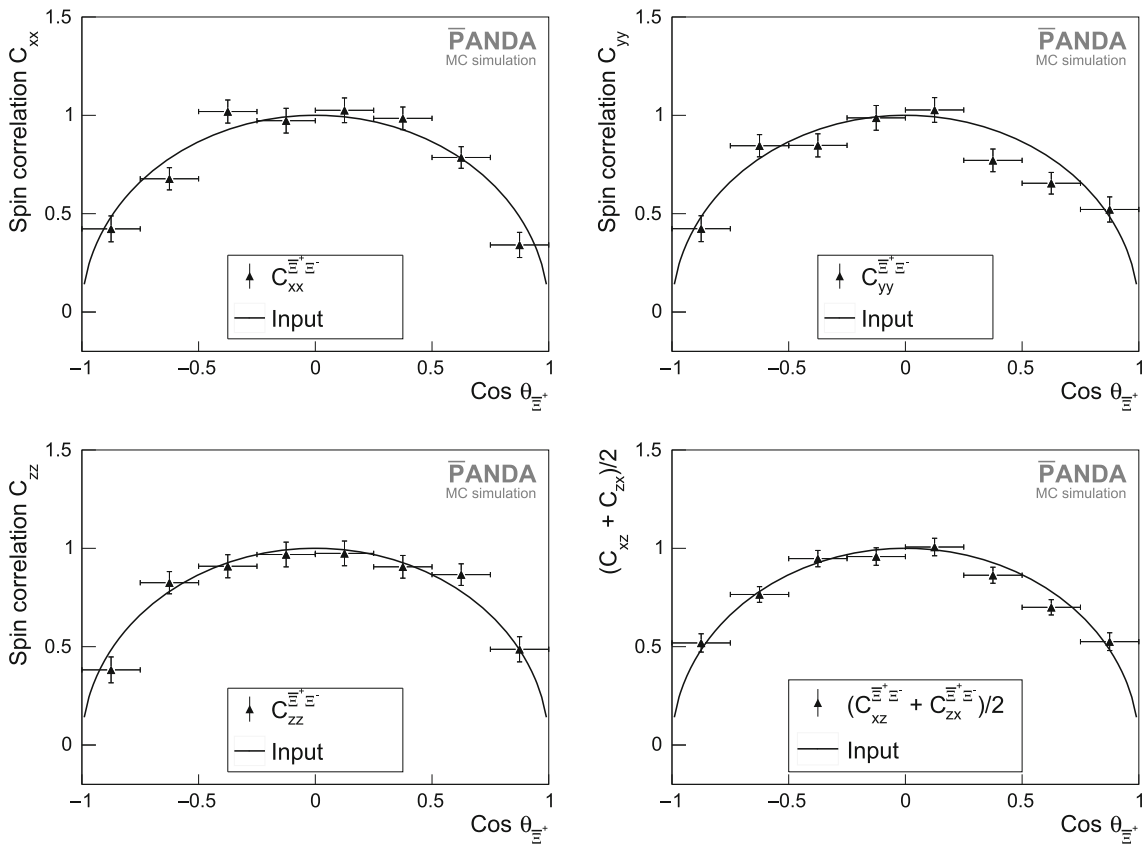 Spin correlation C_xx
1.5
1
0.5
0
P̅ANDA
MC simulation
C_xx^{Ξ̅⁺Ξ⁻}
Input
−1
−0.5
0
0.5
1
Cos θ_Ξ̅⁺
Spin correlation C_yy
1.5
1
0.5
0
P̅ANDA
MC simulation
C_yy^{Ξ̅⁺Ξ⁻}
Input
−1
−0.5
0
0.5
1
Cos θ_Ξ̅⁺
Spin correlation C_zz
1.5
1
0.5
0
P̅ANDA
MC simulation
C_zz^{Ξ̅⁺Ξ⁻}
Input
−1
−0.5
0
0.5
1
Cos θ_Ξ̅⁺
(C_xz + C_zx)/2
1.5
1
0.5
0
P̅ANDA
MC simulation
(C_xz^{Ξ̅⁺Ξ⁻} + C_zx^{Ξ̅⁺Ξ⁻})/2
Input
−1
−0.5
0
0.5
1
Cos θ_Ξ̅⁺